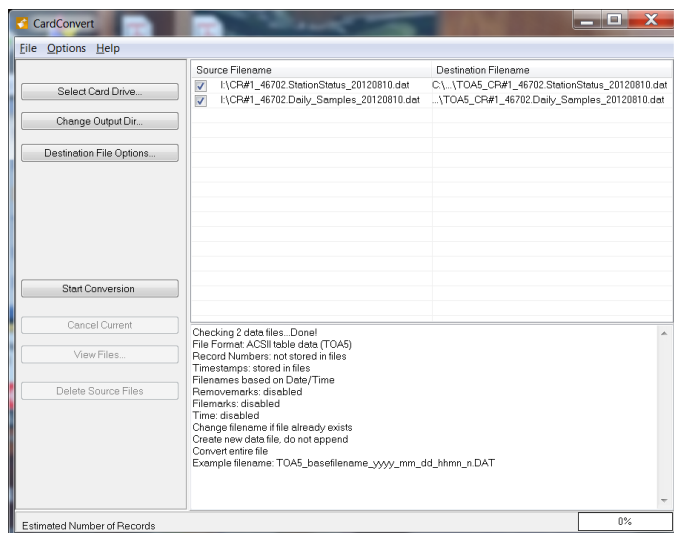 CardConvert
File Options Help
Source Filename Destination Filename
I:\CR#1_46702.StationStatus_20120810.dat C:\...\TOA5_CR#1_46702.StationStatus_20120810.dat
I:\CR#1_46702.Daily_Samples_20120810.dat ...\TOA5_CR#1_46702.Daily_Samples_20120810.dat
Select Card Drive...
Change Output Dir...
Destination File Options...
Start Conversion
Cancel Current
View Files...
Delete Source Files
Checking 2 data files...Done!
File Format: ACSII table data (TOA5)
Record Numbers: not stored in files
Timestamps: stored in files
Filenames based on Date/Time
Removemarks: disabled
Filemarks: disabled
Time: disabled
Change filename if file already exists
Create new data file, do not append
Convert entire file
Example filename: TOA5_basefilename_yyyy_mm_dd_hhmn_n.DAT
Estimated Number of Records 0%